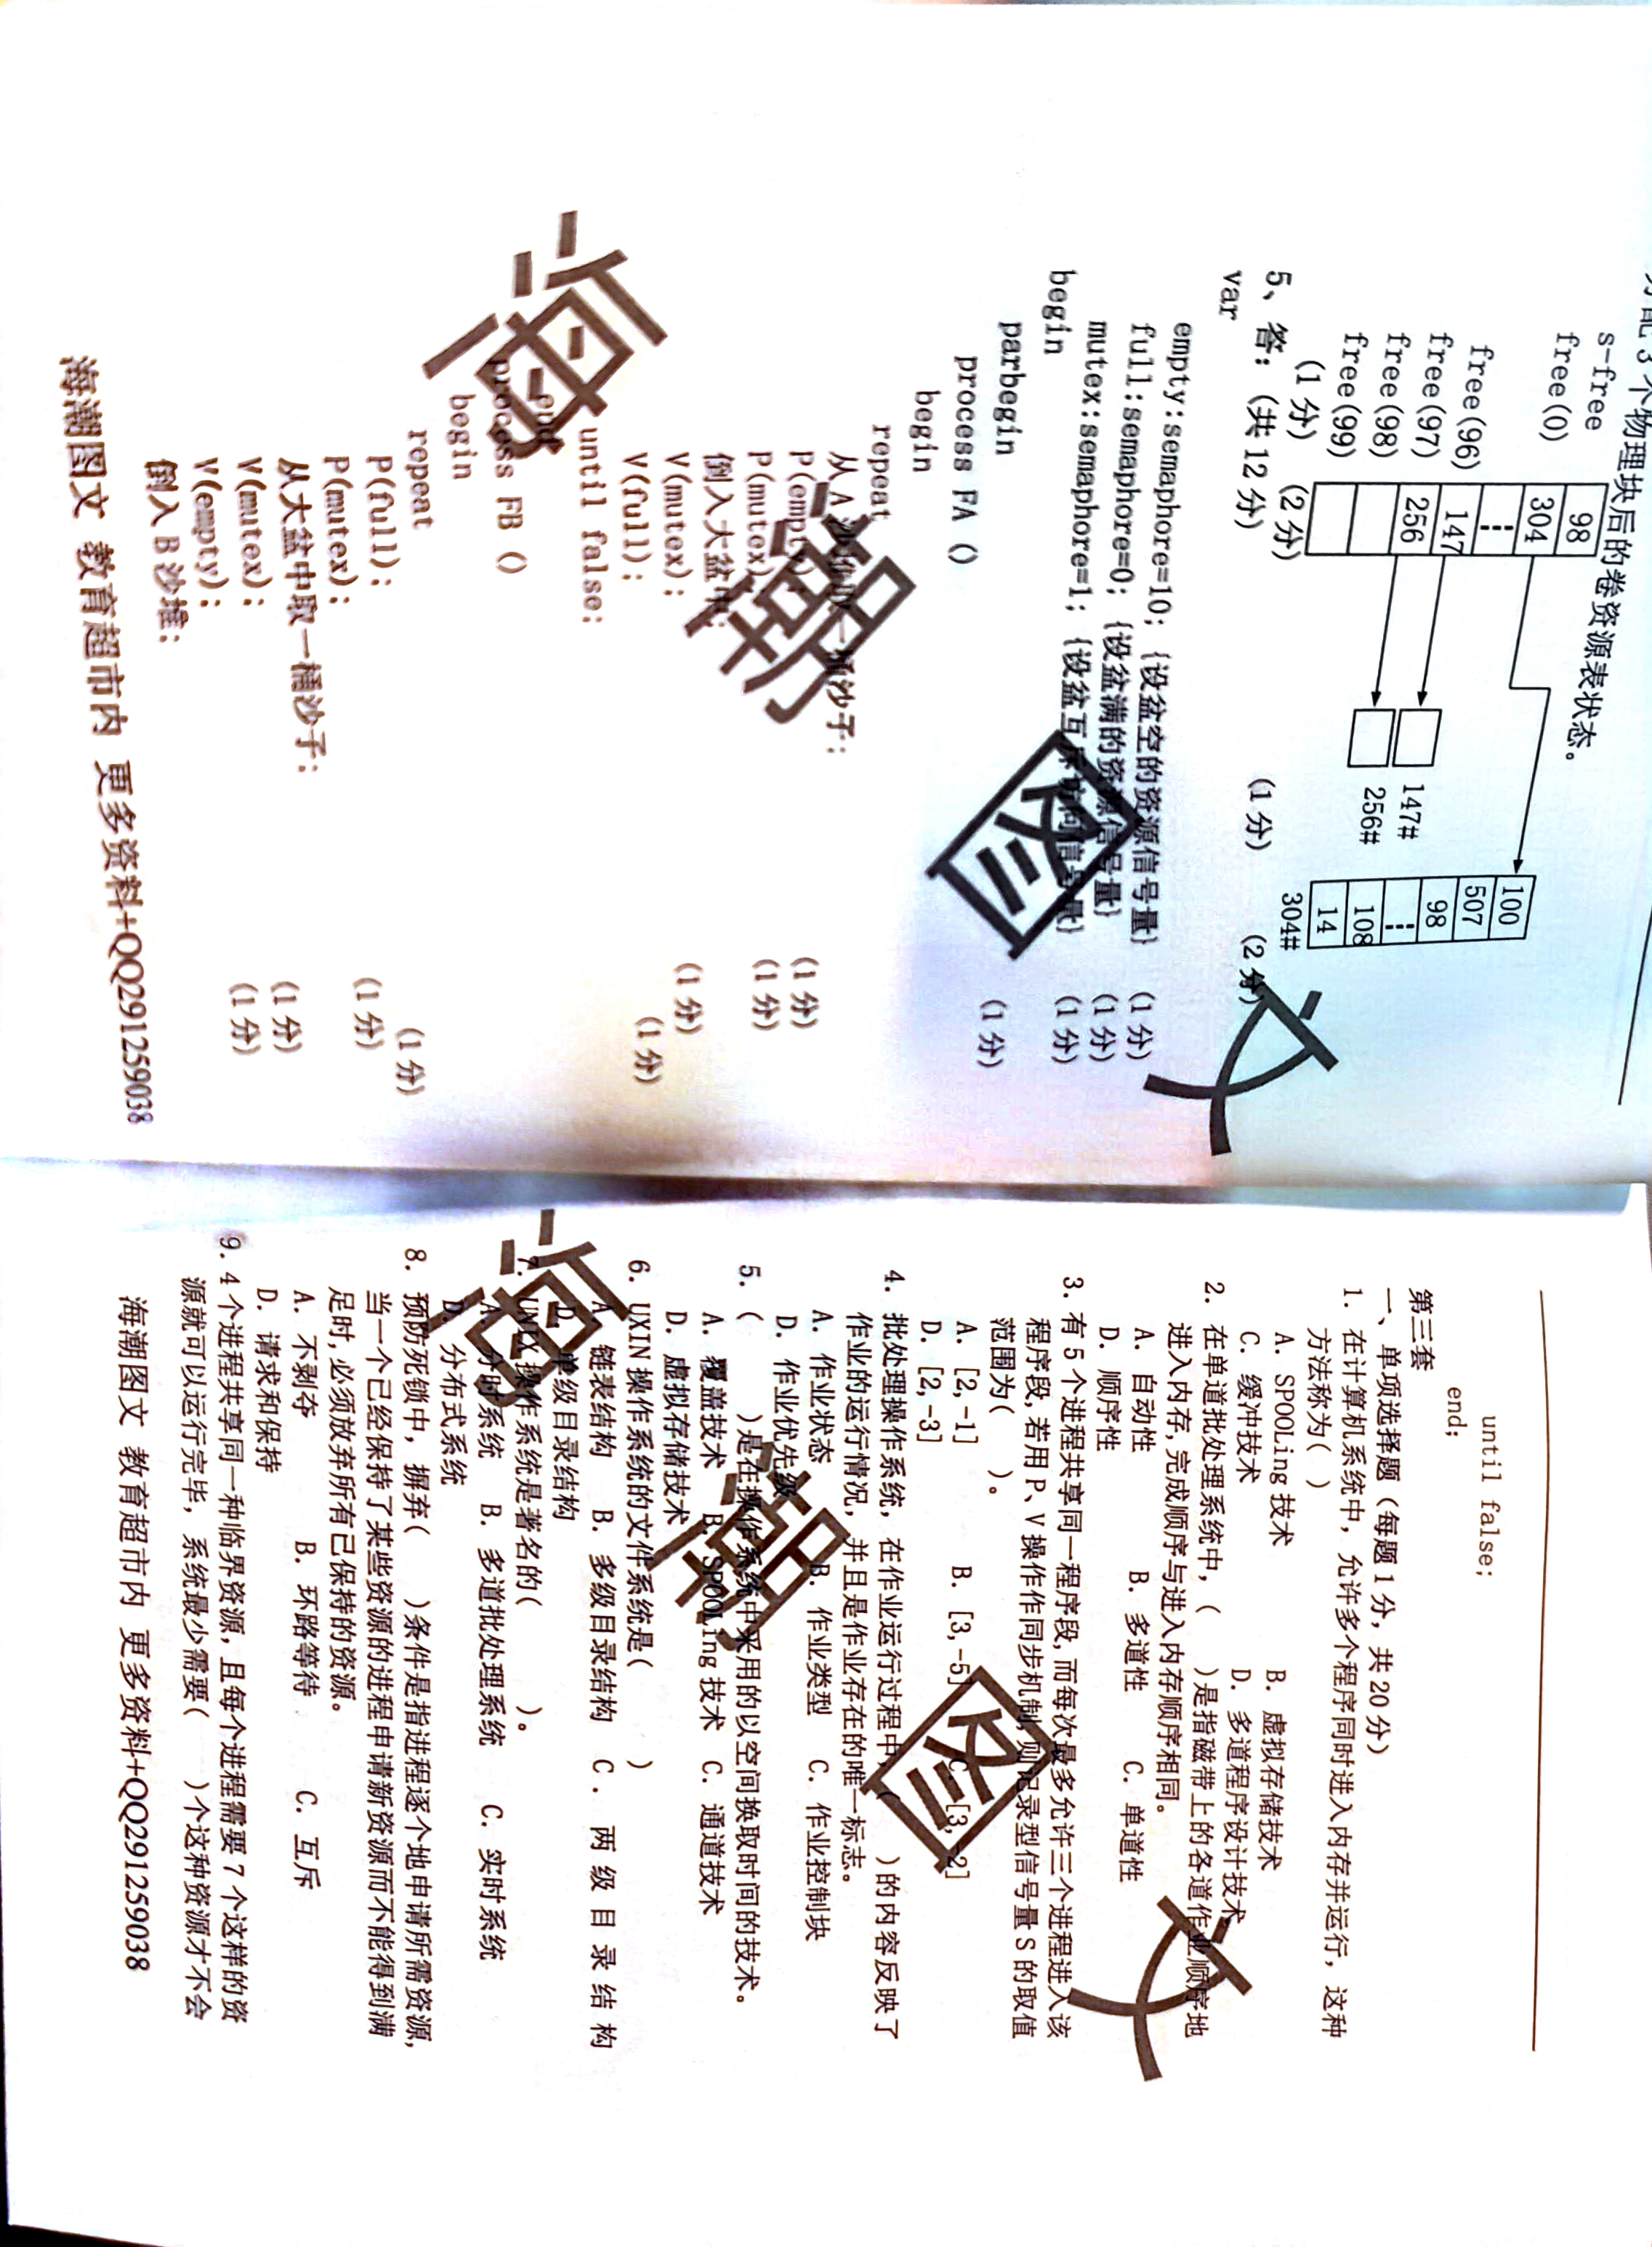 分配 3 个物理块后的卷资源表状态。
s-free
free(0)
free(96)
free(97)
free(98)
free(99)
98
304
147
256
147#
256#
100
507
98
108
14
304#
(1 分) (2 分) (1 分) (2 分)
5、答：(共 12 分)
var
empty:semaphore=10; {设盆空的资源信号量} (1 分)
full:semaphore=0; {设盆满的资源信号量} (1 分)
mutex:semaphore=1; {设盆互斥访问信号量} (1 分)
begin
parbegin (1 分)
process FA ()
begin
repeat
从 A 沙 一桶沙子;
P(empty) (1 分)
P(mutex) (1 分)
倒入大盆中;
V(mutex); (1 分)
V(full); (1 分)
until false;
end
process FB ()
begin
repeat (1 分)
P(full); (1 分)
P(mutex);
从大盆中取一桶沙子; (1 分)
V(mutex); (1 分)
V(empty);
倒入 B 沙堆;
海潮图文 教育超市内 更多资料+QQ291259038
海潮图文
until false;
end;
第三套
一、单项选择题（每题 1 分，共 20 分）
1. 在计算机系统中，允许多个程序同时进入内存并运行，这种
方法称为( )
A. SPOOLing 技术 B. 虚拟存储技术
C. 缓冲技术 D. 多道程序设计技术
2. 在单道批处理系统中，( )是指磁带上的各道作业顺序地
进入内存,完成顺序与进入内存顺序相同。
A. 自动性 B. 多道性 C. 单道性
D. 顺序性
3. 有 5 个进程共享同一程序段,而每次最多允许三个进程进入该
程序段,若用 P、V 操作作同步机制,则记录型信号量 S 的取值
范围为( )。
A. [2,-1] B. [3,-5] C. [3,-2]
D. [2,-3]
4. 批处理操作系统，在作业运行过程中，( )的内容反映了
作业的运行情况，并且是作业存在的唯一标志。
A. 作业状态 B. 作业类型 C. 作业控制块
D. 作业优先级
5. ( )是在操作系统中采用的以空间换取时间的技术。
A. 覆盖技术 B. SPOOLing 技术 C. 通道技术
D. 虚拟存储技术
6. UXIN 操作系统的文件系统是( )
A 链表结构 B. 多级目录结构 C. 两级目录结构
D 单级目录结构
7. UNIX 操作系统是著名的( )。
A. 分时系统 B. 多道批处理系统 C. 实时系统
D. 分布式系统
8. 预防死锁中，摒弃( )条件是指进程逐个地申请所需资源,
当一个已经保持了某些资源的进程申请新资源而不能得到满
足时,必须放弃所有已保持的资源。
A. 不剥夺 B. 环路等待 C. 互斥
D. 请求和保持
9. 4 个进程共享同一种临界资源，且每个进程需要 7 个这样的资
源就可以运行完毕，系统最少需要( )个这种资源才不会
海潮图文 教育超市内 更多资料+QQ291259038
海潮图文